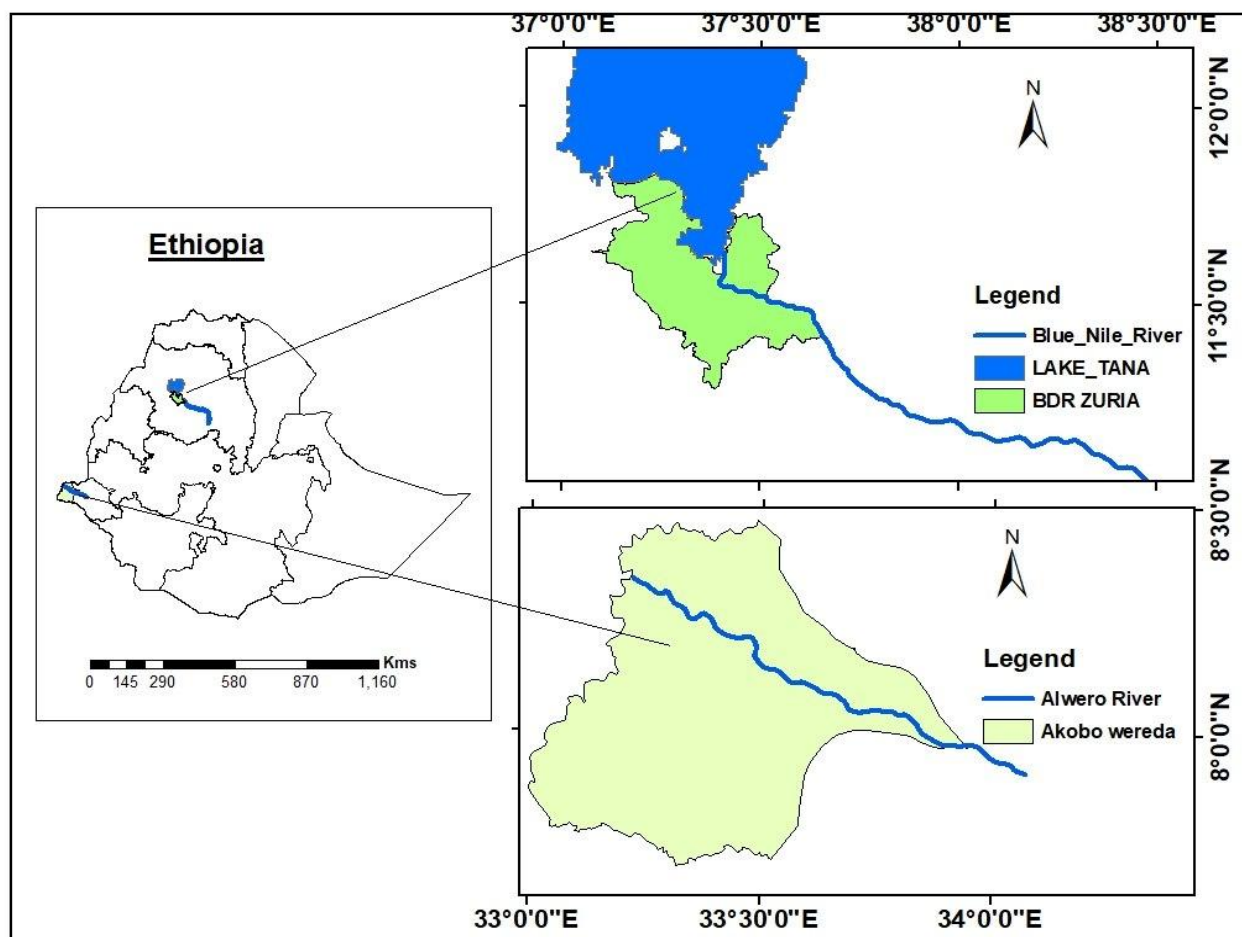 Ethiopia
Kms
0 145 290 580 870 1,160
37°0'0"E 37°30'0"E 38°0'0"E 38°30'0"E
N
12°0'0"N
11°30'0"N
Legend
Blue_Nile_River
LAKE_TANA
BDR ZURIA
8°30'0"N
N
8°0'0"N
Legend
Alwero River
Akobo wereda
33°0'0"E 33°30'0"E 34°0'0"E